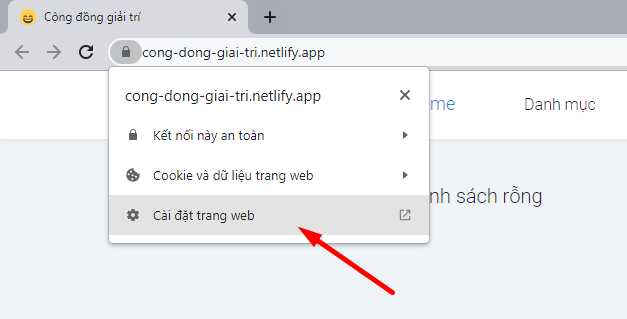 Cộng đồng giải trí
cong-dong-giai-tri.netlify.app
cong-dong-giai-tri.netlify.app
ome
Danh mục
Kết nối này an toàn
Cookie và dữ liệu trang web
nh sách rỗng
Cài đặt trang web